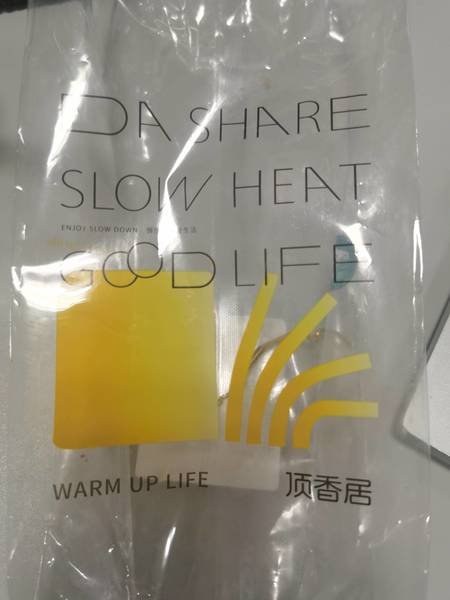 DA SHARE
SLOW HEAT
ENJOY SLOW DOWN
GOOD LIFE
WARM UP LIFE
顶香居